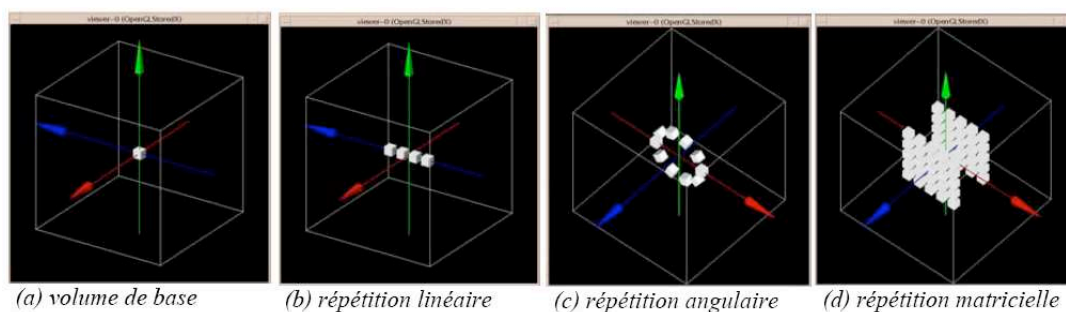 viewer-0 (OpenGLStoredX)
viewer-0 (OpenGLStoredX)
viewer-0 (OpenGLStoredX)
viewer-0 (OpenGLStoredX)
(a) volume de base
(b) répétition linéaire
(c) répétition angulaire
(d) répétition matricielle